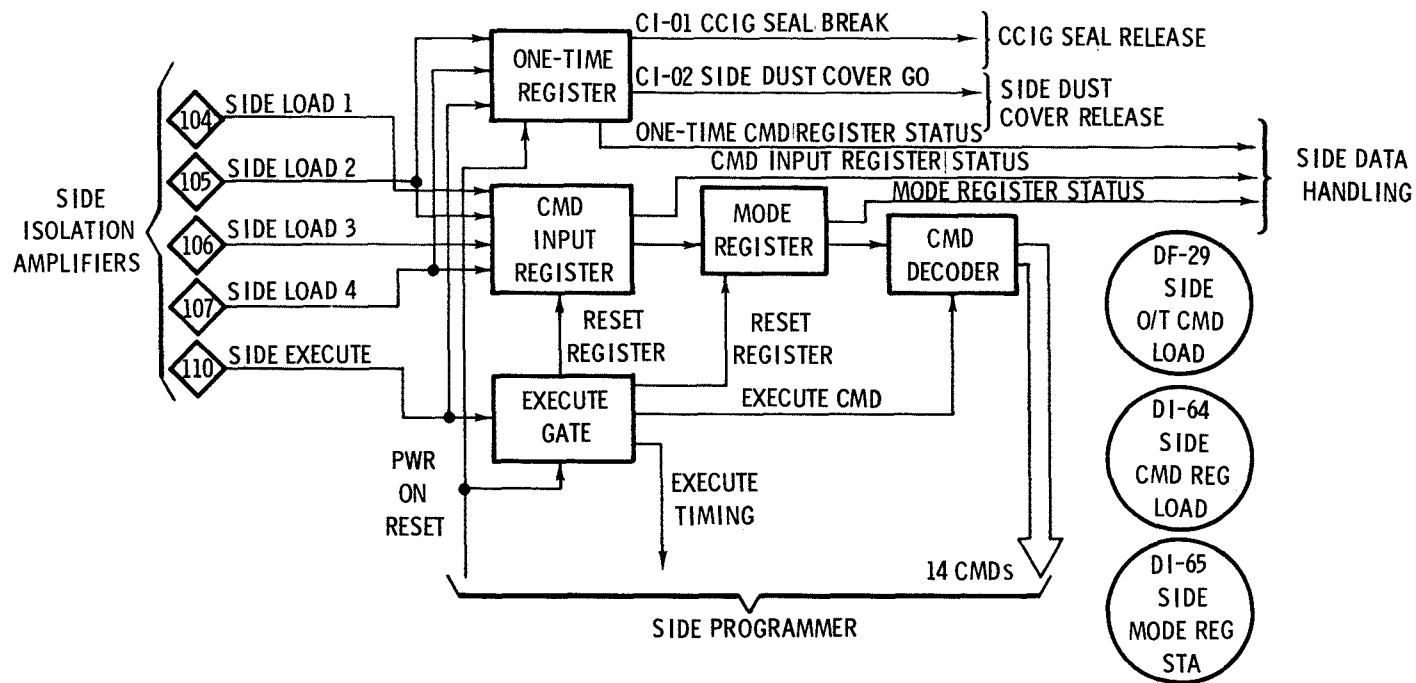 SIDE
ISOLATION
AMPLIFIERS
104
SIDE LOAD 1
105
SIDE LOAD 2
106
SIDE LOAD 3
107
SIDE LOAD 4
110
SIDE EXECUTE
ONE-TIME
REGISTER
CI-01 CCIG SEAL BREAK
CCIG SEAL RELEASE
CI-02 SIDE DUST COVER GO
SIDE DUST
COVER RELEASE
ONE-TIME CMD REGISTER STATUS
CMD INPUT REGISTER STATUS
MODE REGISTER STATUS
SIDE DATA
HANDLING
CMD
INPUT
REGISTER
MODE
REGISTER
CMD
DECODER
RESET
REGISTER
RESET
REGISTER
EXECUTE
GATE
EXECUTE CMD
PWR
ON
RESET
EXECUTE
TIMING
14 CMDs
SIDE PROGRAMMER
DF-29
SIDE
O/T CMD
LOAD
DI-64
SIDE
CMD REG
LOAD
DI-65
SIDE
MODE REG
STA